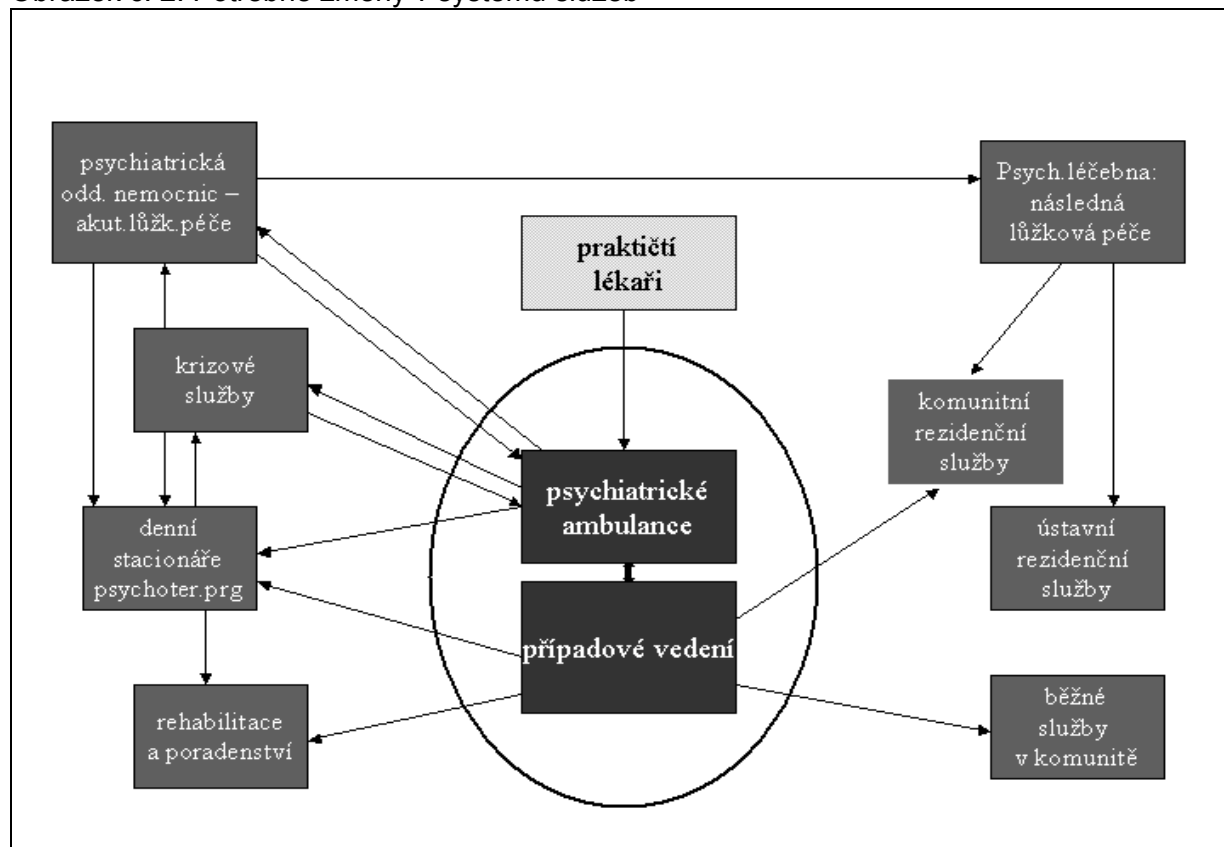 psychiatrická
odd. nemocnic –
akut.lůžk.péče
Psych.léčebna:
následná
lůžková péče
praktičtí
lékaři
krizové
služby
komunitní
rezidenční
služby
psychiatrické
ambulance
denní
stacionáře
psychoter.prg
ústavní
rezidenční
služby
případové vedení
rehabilitace
a poradenství
běžné
služby
v komunitě